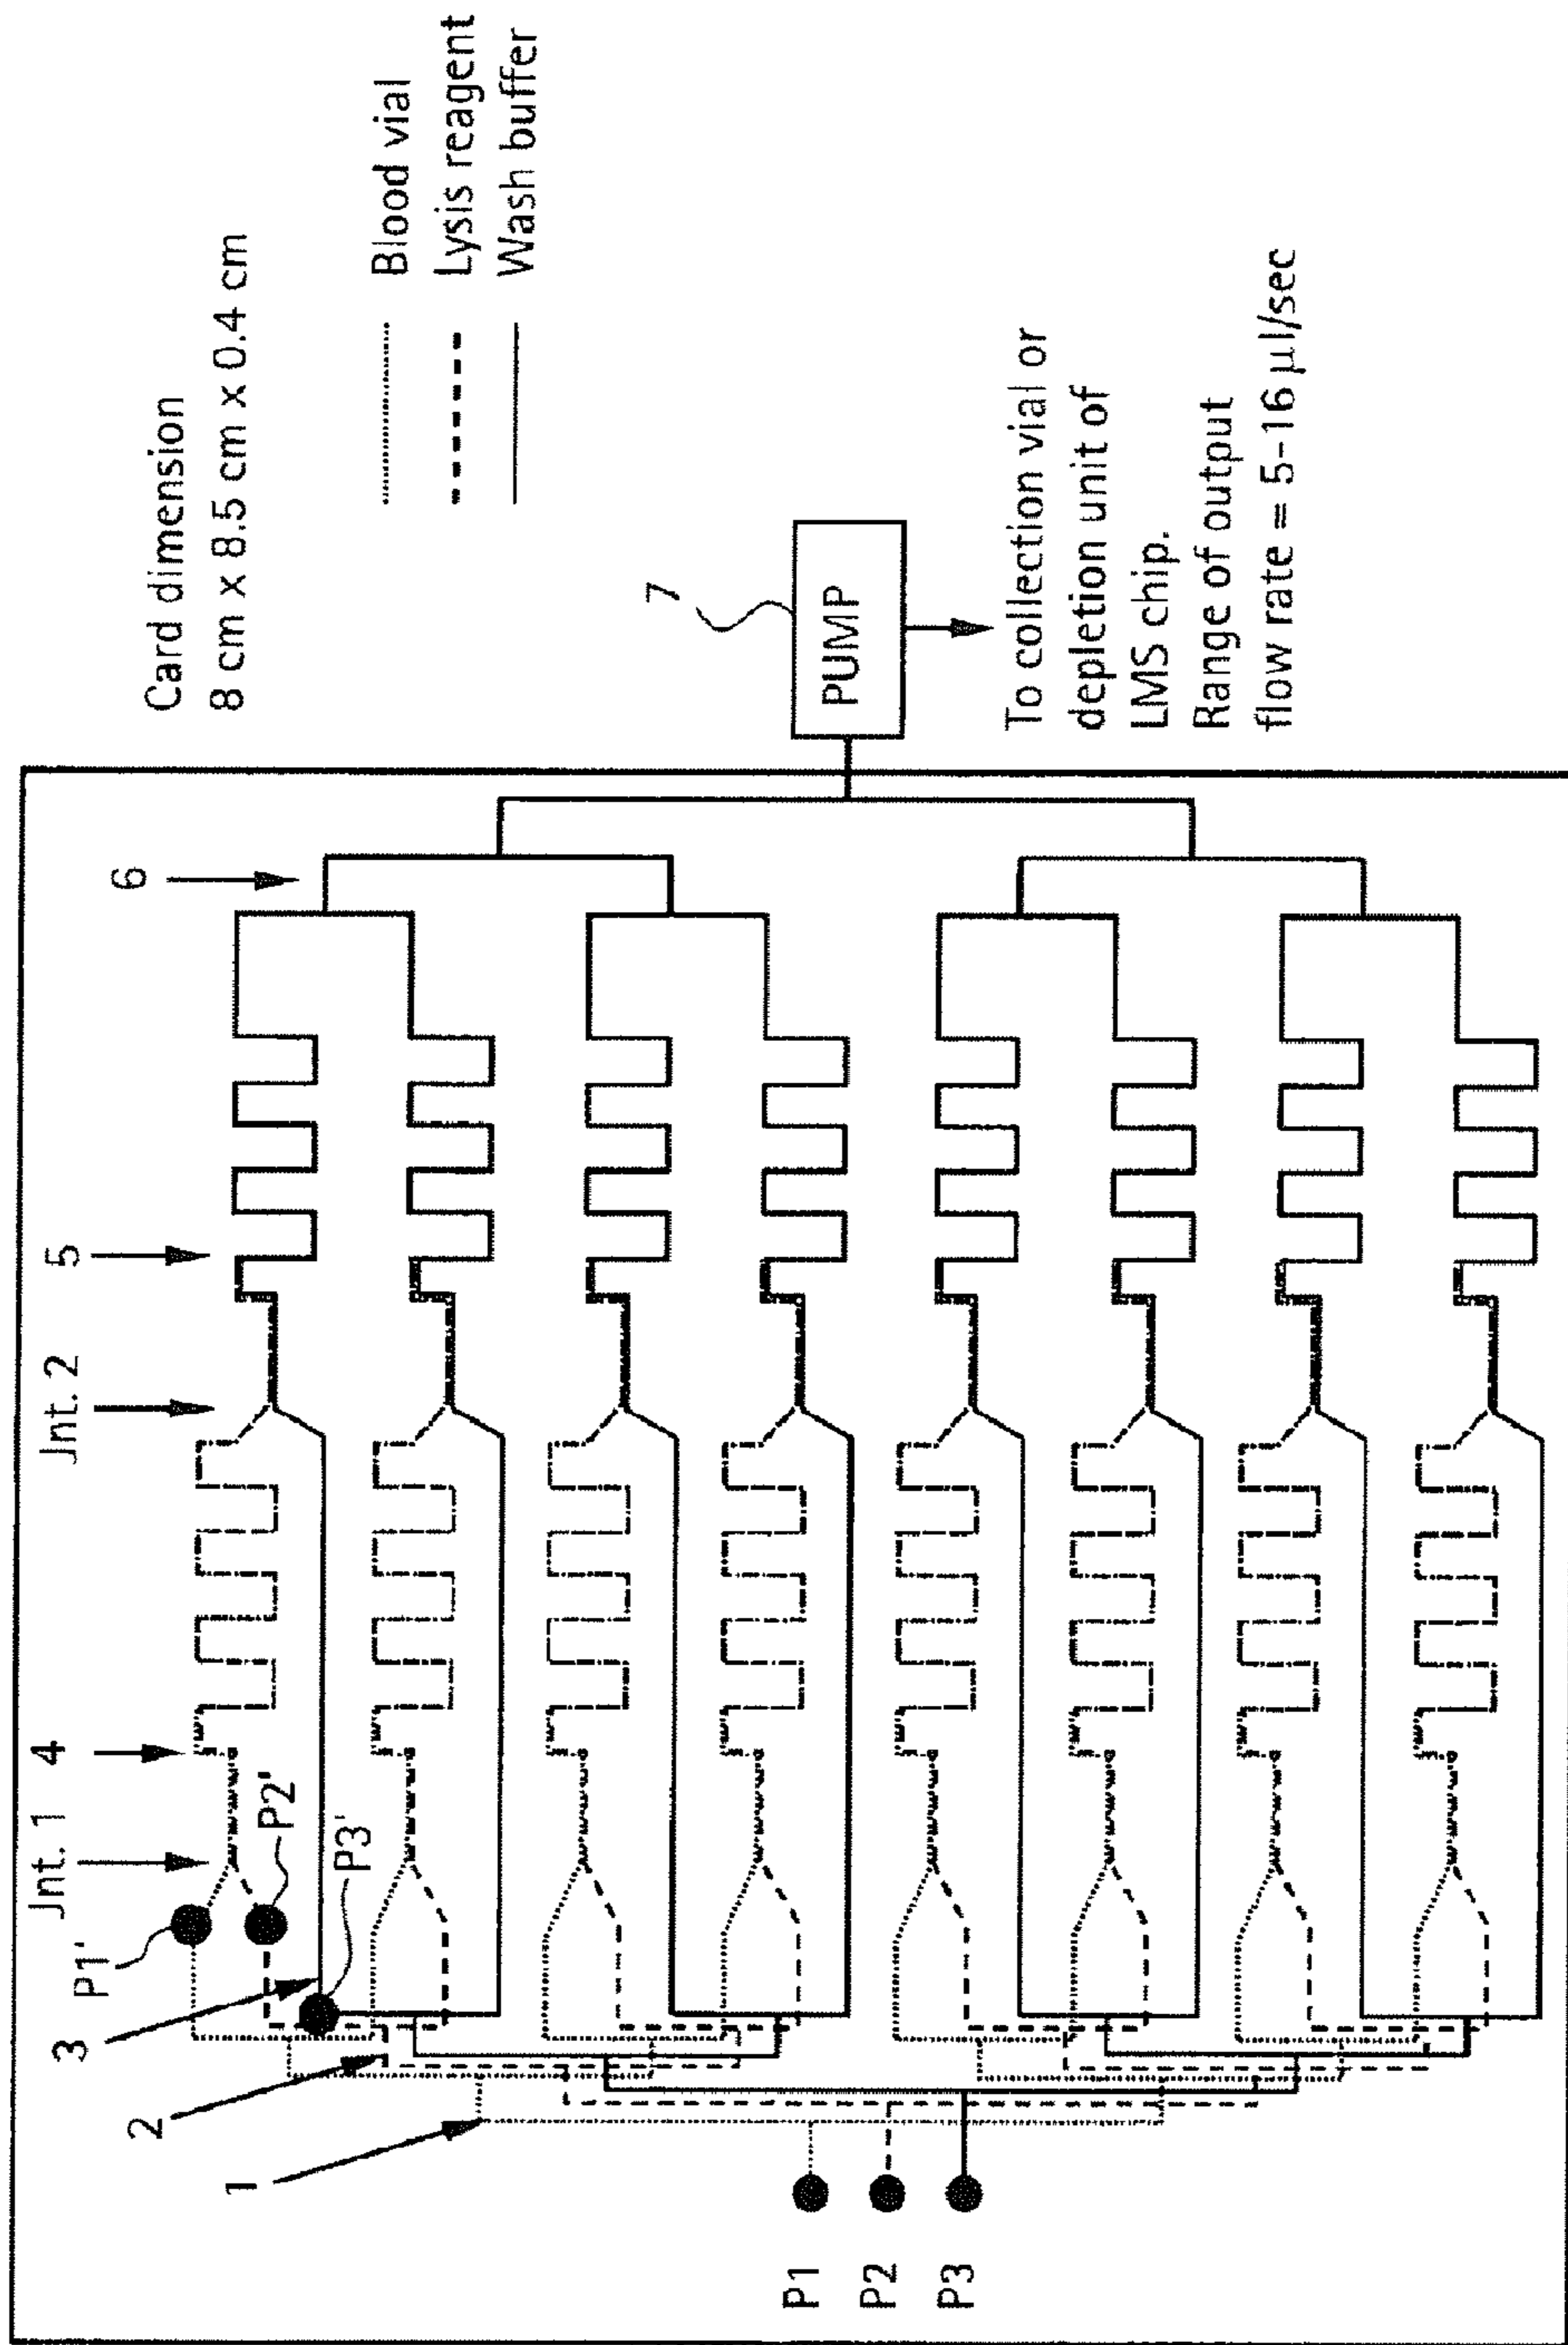 Card dimension
8 cm x 8.5 cm x 0.4 cm
Blood vial
Lysis reagent
Wash buffer
7
PUMP
To collection vial or
depletion unit of
LMS chip.
Range of output
flow rate = 5-16 µl/sec
6
5
Jnt. 2
4
Jnt. 1
P1'
P2'
P3'
3
2
1
P1
P2
P3